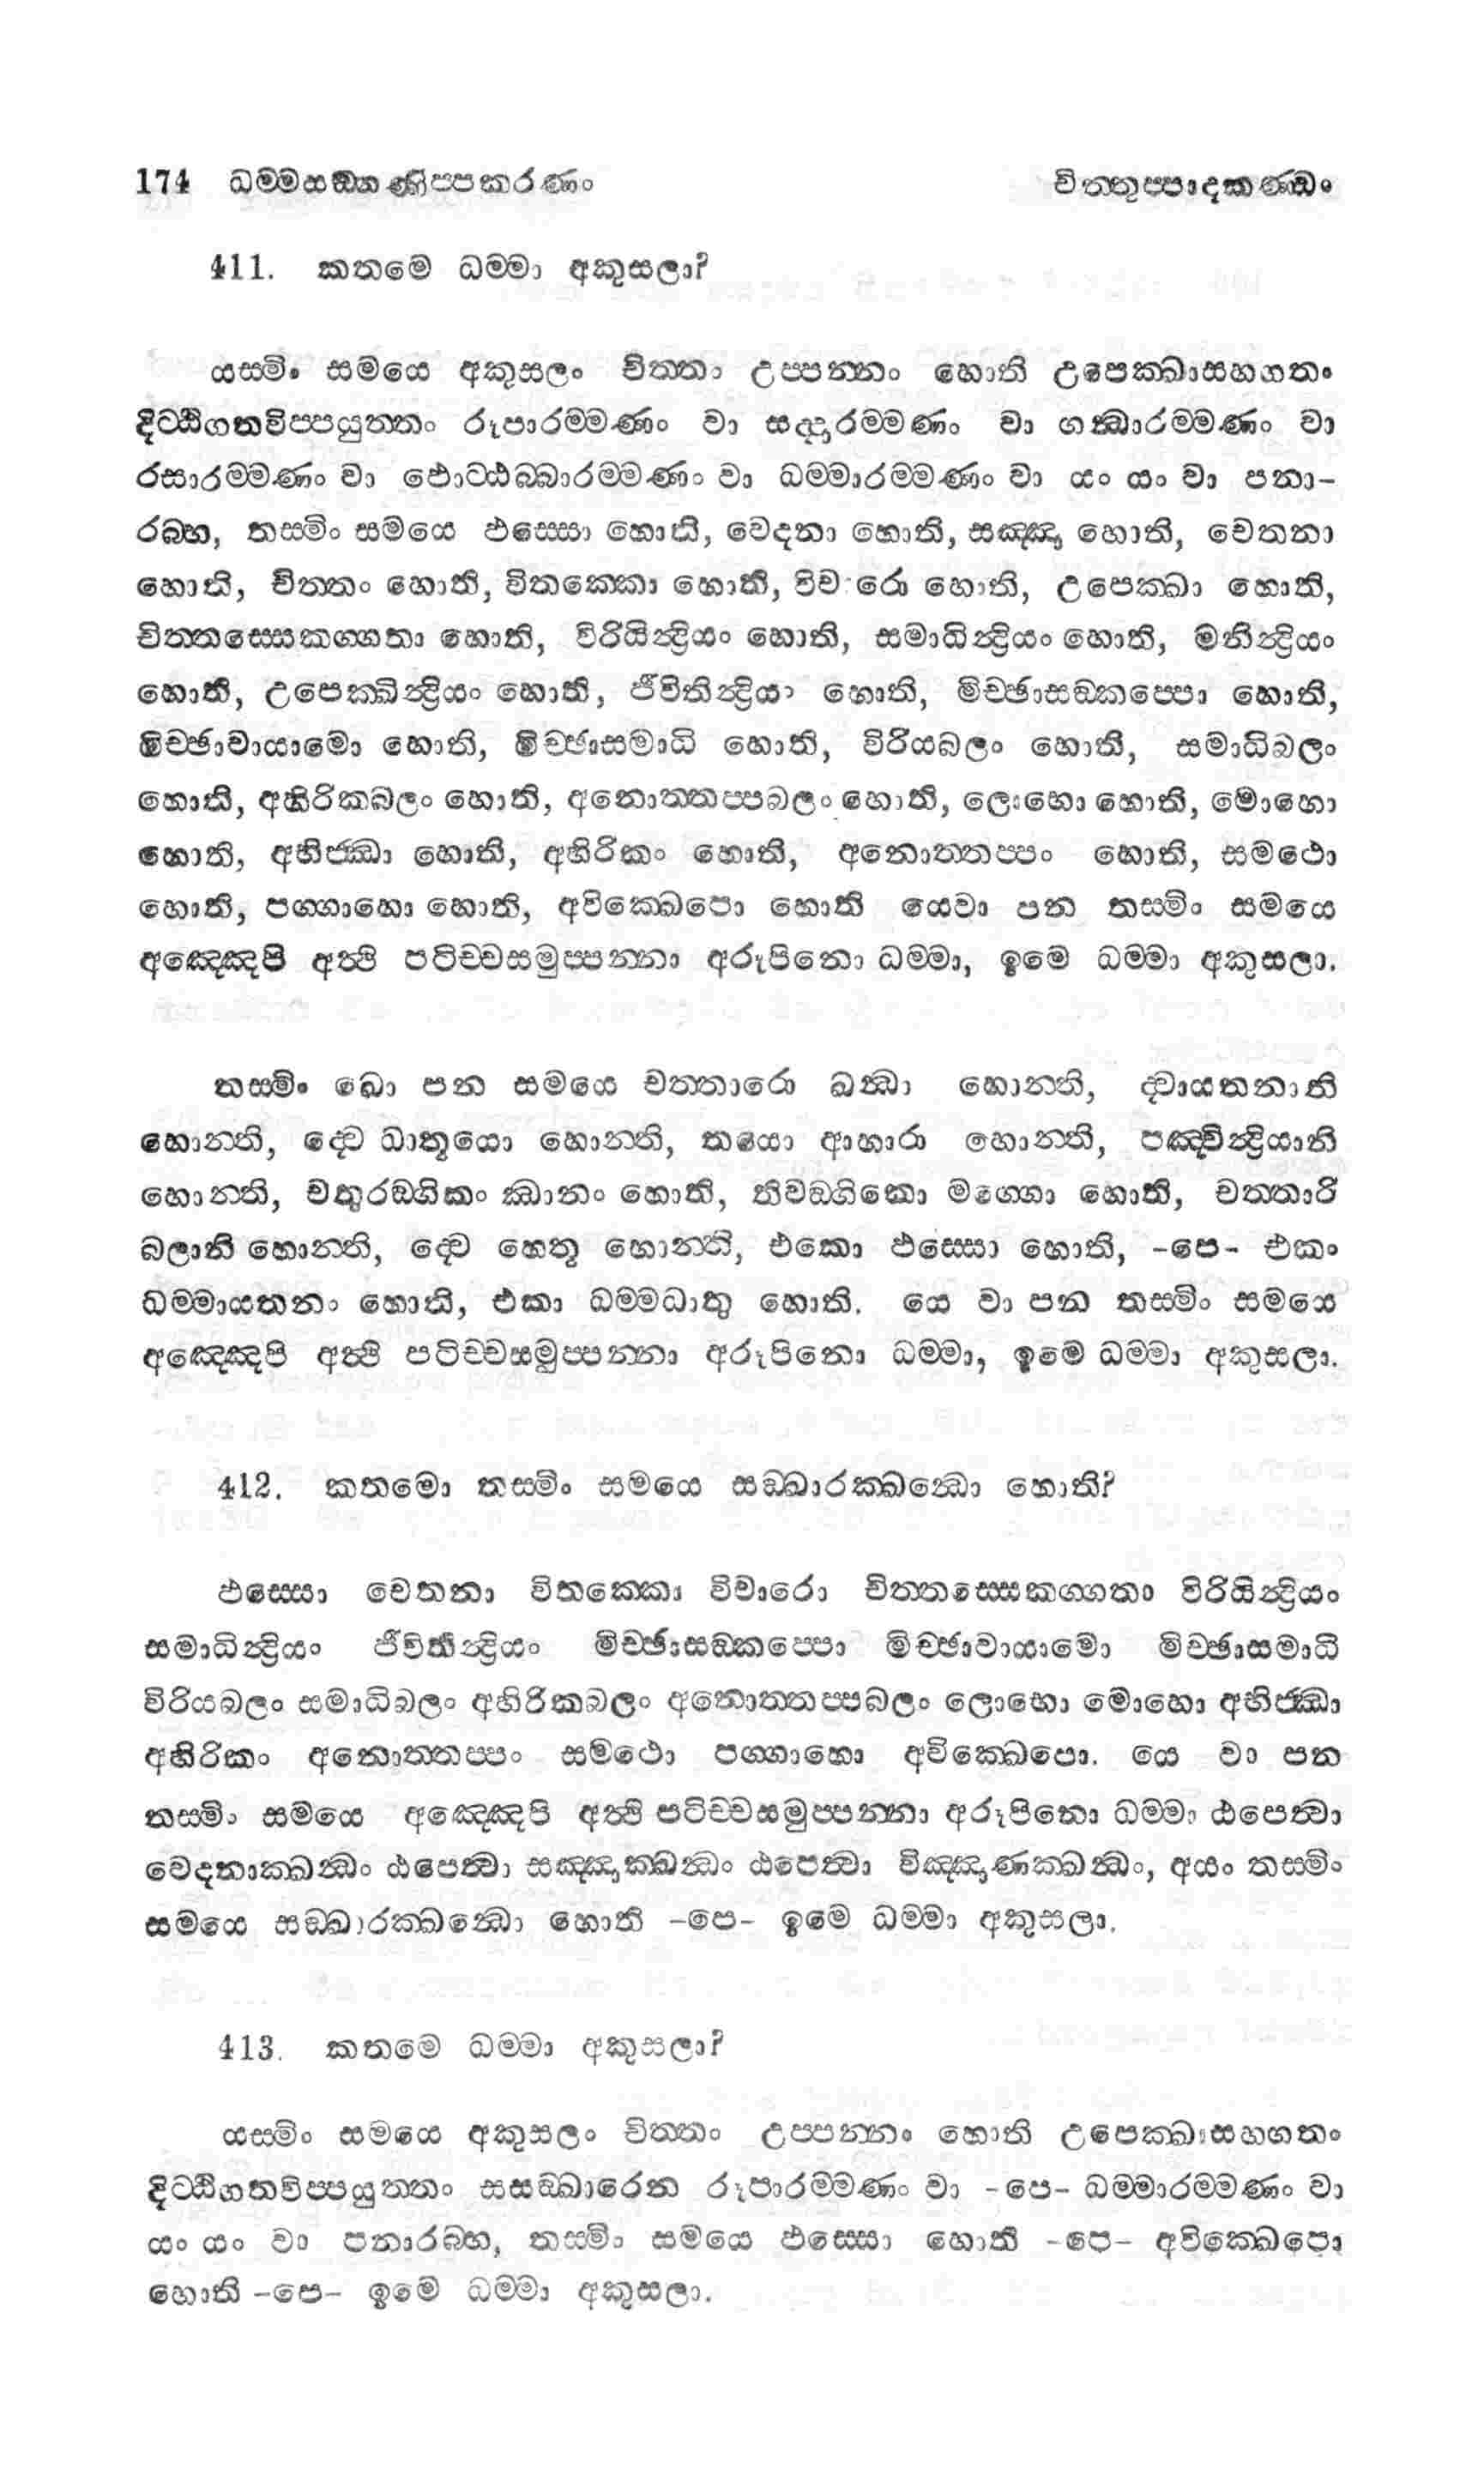 174 ධම්මසඞ්ගණිප්පකරණං චිත්තුප්පාදකණ්ඩං
411. කතමෙ ධම්මා අකුසලා?
යස්මිං සමයෙ අකුසලං චිත්තං උප්පන්නං හොති උපෙක්ඛාසහගතං
දිට්ඨිගතවිප්පයුත්තං රූපාරම්මණං වා සද්දාරම්මණං වා ගන්ධාරම්මණං වා
රසාරම්මණං වා ඵොට්ඨබ්බාරම්මණං වා ධම්මාරම්මණං වා යං යං වා පනා-
රබ්භ, තස්මිං සමයෙ ඵස්සො හොති, වෙදනා හොති, සඤ්ඤා හොති, චෙතනා
හොති, චිත්තං හොති, විතක්කො හොති, විචාරො හොති, උපෙක්ඛා හොති,
චිත්තස්සෙකග්ගතා හොති, විරියින්ද්‍රියං හොති, සමාධින්ද්‍රියං හොති, මනින්ද්‍රියං
හොති, උපෙක්ඛින්ද්‍රියං හොති, ජීවිතින්ද්‍රියං හොති, මිච්ඡාසඞ්කප්පො හොති,
මිච්ඡාවායාමො හොති, මිච්ඡාසමාධි හොති, විරියබලං හොති, සමාධිබලං
හොති, අහිරිකබලං හොති, අනොත්තප්පබලං හොති, ලොභො හොති, මොහො
හොති, අභිජ්ඣා හොති, අහිරිකං හොති, අනොත්තප්පං හොති, සමථො
හොති, පග්ගාහො හොති, අවික්ඛෙපො හොති යෙවා පන තස්මිං සමයෙ
අඤ්ඤෙපි අත්ථි පටිච්චසමුප්පන්නා අරූපිනො ධම්මා, ඉමෙ ධම්මා අකුසලා.
තස්මිං ඛො පන සමයෙ චත්තාරො ඛන්ධා හොන්ති, ද්වායතනානි
හොන්ති, ද්වෙ ධාතුයො හොන්ති, තයො ආහාරා හොන්ති, පඤ්චින්ද්‍රියානි
හොන්ති, චතුරඞ්ගිකං ඣානං හොති, තිවඞ්ගිකො මග්ගො හොති, චත්තාරි
බලානි හොන්ති, ද්වෙ හෙතූ හොන්ති, එකො ඵස්සො හොති, -පෙ- එකං
ධම්මායතනං හොති, එකා ධම්මධාතු හොති. යෙ වා පන තස්මිං සමයෙ
අඤ්ඤෙපි අත්ථි පටිච්චසමුප්පන්නා අරූපිනො ධම්මා, ඉමෙ ධම්මා අකුසලා.
412. කතමො තස්මිං සමයෙ සඞ්ඛාරක්ඛන්ධො හොති?
ඵස්සො චෙතනා විතක්කො විචාරො චිත්තස්සෙකග්ගතා විරියින්ද්‍රියං
සමාධින්ද්‍රියං ජීවිතින්ද්‍රියං මිච්ඡාසඞ්කප්පො මිච්ඡාවායාමො මිච්ඡාසමාධි
විරියබලං සමාධිබලං අහිරිකබලං අනොත්තප්පබලං ලොභො මොහො අභිජ්ඣා
අහිරිකං අනොත්තප්පං සමථො පග්ගාහො අවික්ඛෙපො. යෙ වා පන
තස්මිං සමයෙ අඤ්ඤෙපි අත්ථි පටිච්චසමුප්පන්නා අරූපිනො ධම්මා ඨපෙත්වා
වෙදනාක්ඛන්ධං ඨපෙත්වා සඤ්ඤාක්ඛන්ධං ඨපෙත්වා විඤ්ඤාණක්ඛන්ධං, අයං තස්මිං
සමයෙ සඞ්ඛාරක්ඛන්ධො හොති -පෙ- ඉමෙ ධම්මා අකුසලා.
413. කතමෙ ධම්මා අකුසලා?
යස්මිං සමයෙ අකුසලං චිත්තං උප්පන්නං හොති උපෙක්ඛාසහගතං
දිට්ඨිගතවිප්පයුත්තං සසඞ්ඛාරෙන රූපාරම්මණං වා -පෙ- ධම්මාරම්මණං වා
යං යං වා පනාරබ්භ, තස්මිං සමයෙ ඵස්සො හොති -පෙ- අවික්ඛෙපො
හොති -පෙ- ඉමෙ ධම්මා අකුසලා.